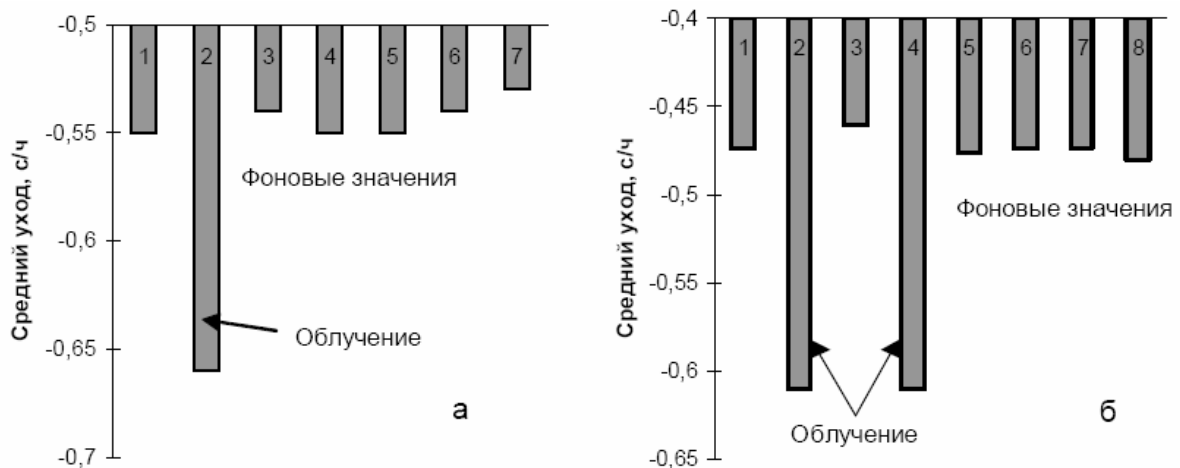 -0,5
-0,55
-0,6
-0,65
-0,7
Средний уход, с/ч
1 2 3 4 5 6 7
Фоновые значения
Облучение
а
-0,4
-0,45
-0,5
-0,55
-0,6
-0,65
Средний уход, с/ч
1 2 3 4 5 6 7 8
Фоновые значения
Облучение
б